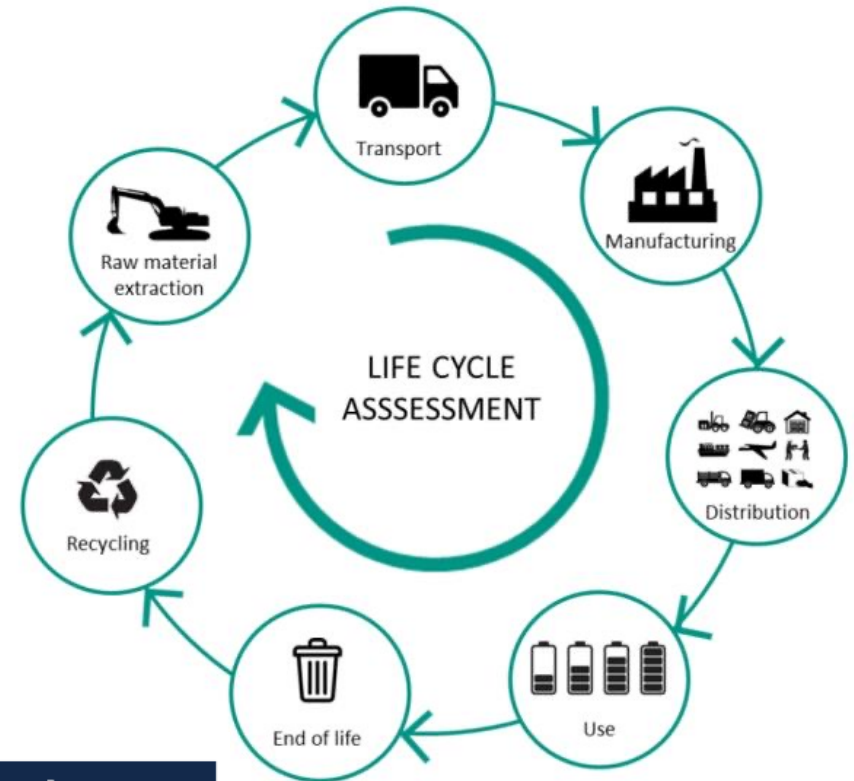 Transport
Manufacturing
Raw material
extraction
LIFE CYCLE
ASSSESSMENT
Distribution
Recycling
Use
End of life